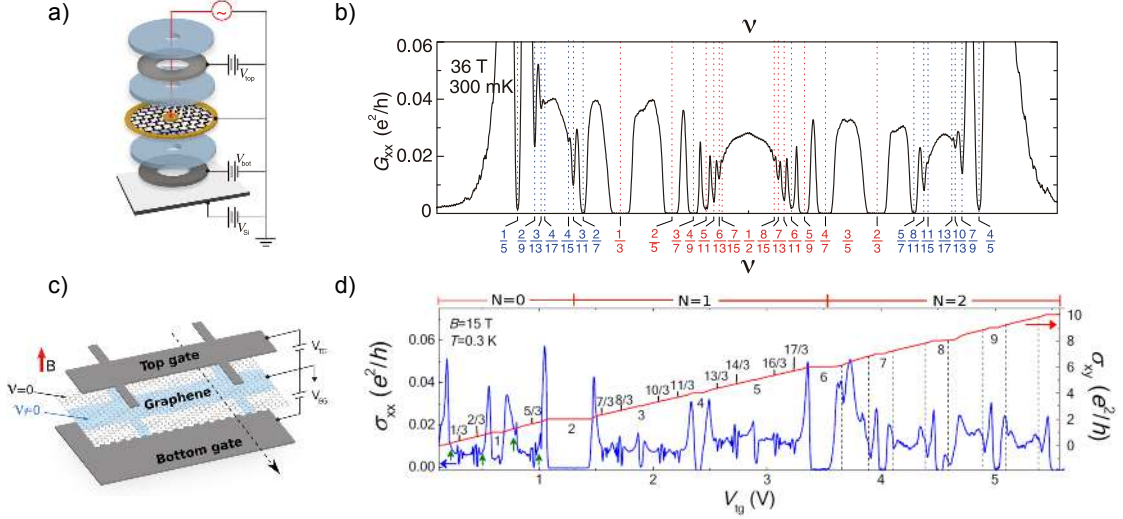 a)
~
V_top
V_bot
V_Si
b)
ν
0.06
0.04
0.02
0
G_xx (e²/h)
36 T
300 mK
1/5 2/9 3/13 4/17 4/15 3/11 2/7 1/3 2/5 3/7 4/9 5/11 6/13 7/15 1/2 8/15 7/13 6/11 5/9 4/7 3/5 2/3 5/7 8/11 11/15 13/17 10/13 7/9 4/5
ν
c)
B
Top gate
V_TG
ν=0
Graphene
V_BG
Bottom gate
d)
N=0 N=1 N=2
B=15 T
T=0.3 K
σ_xx (e²/h)
0.06
0.04
0.02
0.00
1/3 2/3 1 5/3 2 7/3 8/3 3 10/3 11/3 4 13/3 14/3 5 16/3 17/3 6 7 8 9
10
8
6
4
2
0
σ_xy (e²/h)
1 2 3 4 5
V_tg (V)